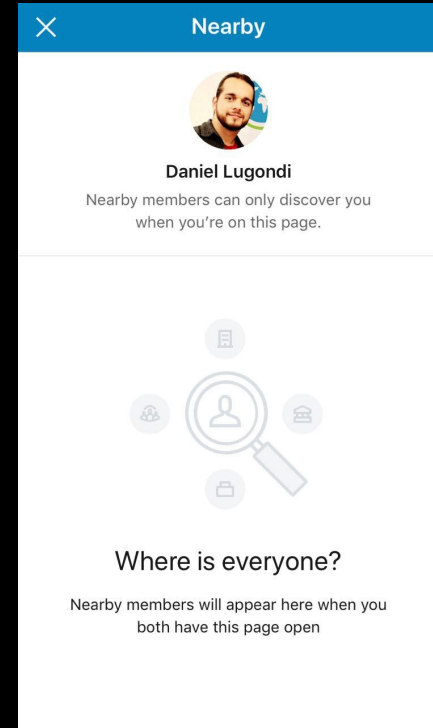 Nearby
Daniel Lugondi
Nearby members can only discover you
when you’re on this page.
Where is everyone?
Nearby members will appear here when you
both have this page open